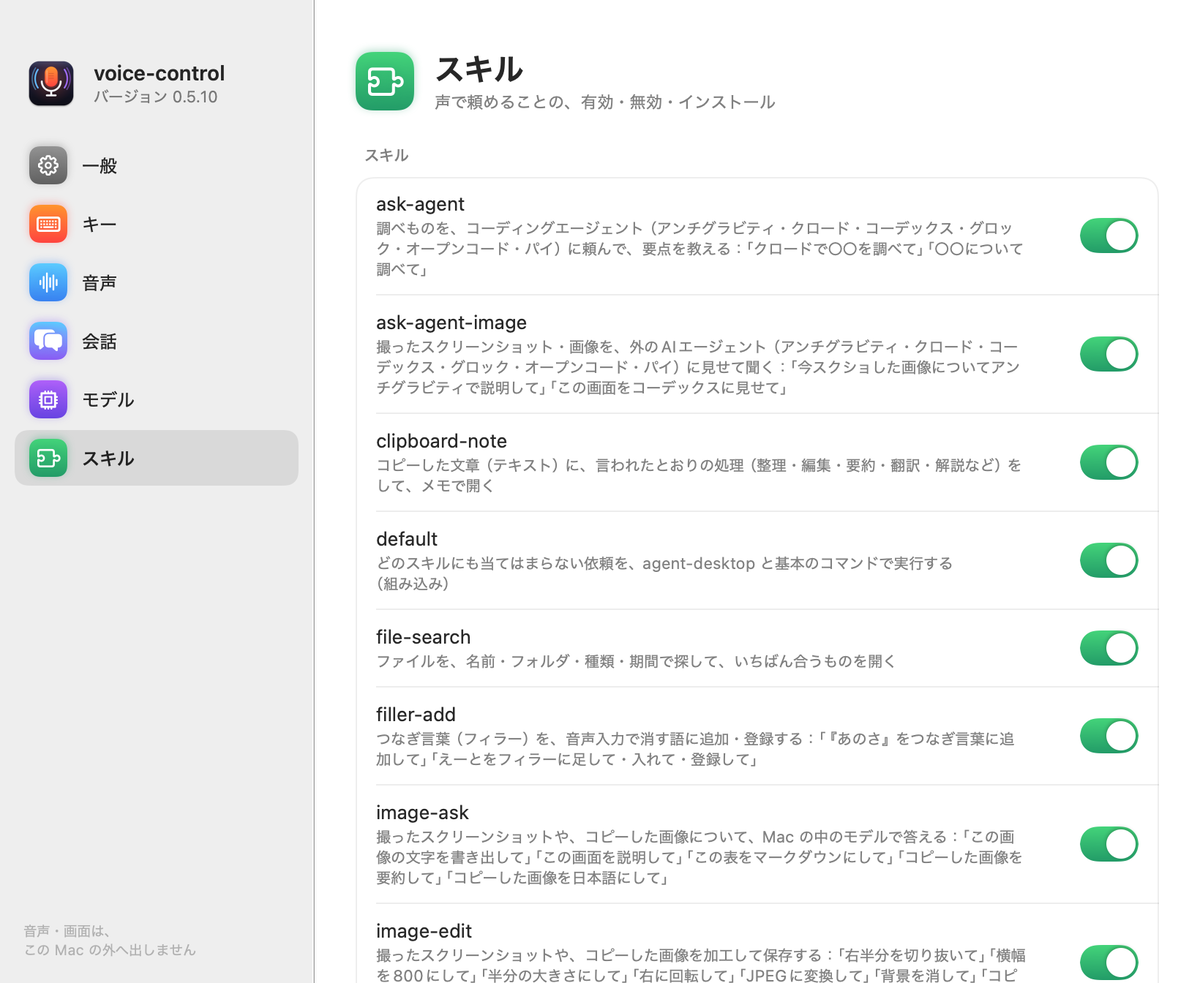 voice-control
バージョン 0.5.10
一般
キー
音声
会話
モデル
スキル
音声・画面は、
この Mac の外へ出しません
スキル
声で頼めることの、有効・無効・インストール
スキル
ask-agent
調べものを、コーディングエージェント（アンチグラビティ・クロード・コーデックス・グロッ
ク・オープンコード・パイ）に頼んで、要点を教える：「クロードで〇〇を調べて」「〇〇について
調べて」
ask-agent-image
撮ったスクリーンショット・画像を、外のAIエージェント（アンチグラビティ・クロード・コー
デックス・グロック・オープンコード・パイ）に見せて聞く：「今スクショした画像についてアン
チグラビティで説明して」「この画面をコーデックスに見せて」
clipboard-note
コピーした文章（テキスト）に、言われたとおりの処理（整理・編集・要約・翻訳・解説など）を
して、メモで開く
default
どのスキルにも当てはまらない依頼を、agent-desktop と基本のコマンドで実行する
（組み込み）
file-search
ファイルを、名前・フォルダ・種類・期間で探して、いちばん合うものを開く
filler-add
つなぎ言葉（フィラー）を、音声入力で消す語に追加・登録する：「『あのさ』をつなぎ言葉に追
加して」「えーとをフィラーに足して・入れて・登録して」
image-ask
撮ったスクリーンショットや、コピーした画像について、Mac の中のモデルで答える：「この画
像の文字を書き出して」「この画面を説明して」「この表をマークダウンにして」「コピーした画像を
要約して」「コピーした画像を日本語にして」
image-edit
撮ったスクリーンショットや、コピーした画像を加工して保存する：「右半分を切り抜いて」「横幅
を800にして」「半分の大きさにして」「右に回転して」「JPEGに変換して」「背景を消して」「コピ